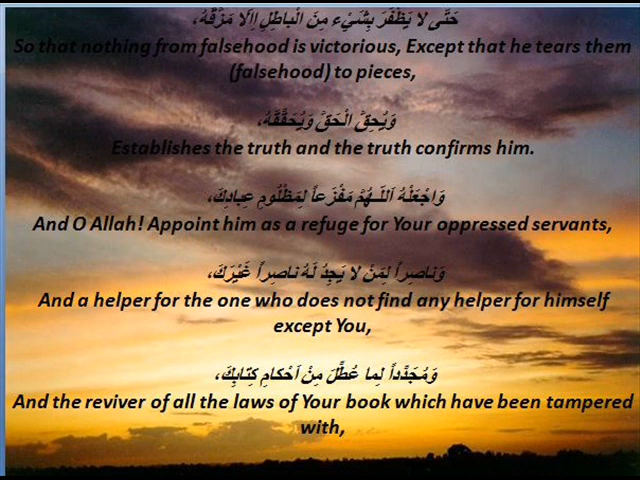 حَتَّى لا يَظْفَرَ بِشَيْءٍ مِنَ الْباطِلِ اِلّا مَزَّقَهُ،
So that nothing from falsehood is victorious, Except that he tears them
(falsehood) to pieces,
وَيُحِقَّ الْحَقَّ وَيُحَقِّقَهُ،
Establishes the truth and the truth confirms him.
وَاجْعَلْهُ اَللّـهُمَّ مَفْزَعاً لِمَظْلُومِ عِبادِكَ،
And O Allah! Appoint him as a refuge for Your oppressed servants,
وَناصِراً لِمَنْ لا يَجِدُ لَهُ ناصِراً غَيْرَكَ،
And a helper for the one who does not find any helper for himself
except You,
وَمُجَدِّداً لِما عُطِّلَ مِنْ اَحْكامِ كِتابِكَ،
And the reviver of all the laws of Your book which have been tampered
with,